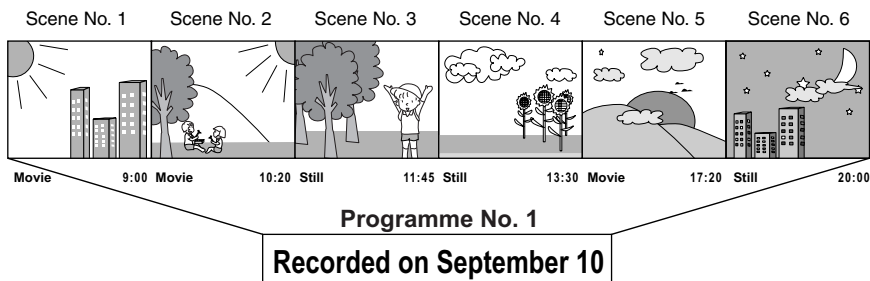 Scene No. 1 Scene No. 2 Scene No. 3 Scene No. 4 Scene No. 5 Scene No. 6
Movie 9:00 Movie 10:20 Still 11:45 Still 13:30 Movie 17:20 Still 20:00
Programme No. 1
Recorded on September 10